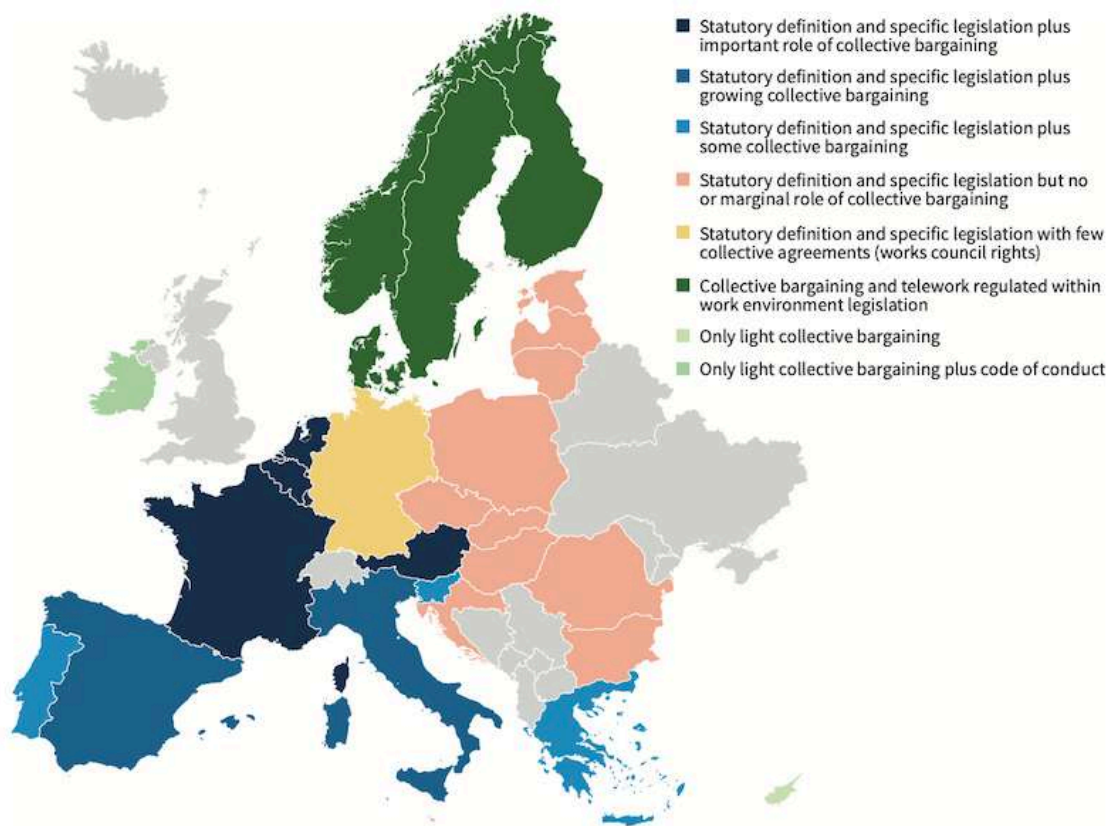 Statutory definition and specific legislation plus
important role of collective bargaining
Statutory definition and specific legislation plus
growing collective bargaining
Statutory definition and specific legislation plus
some collective bargaining
Statutory definition and specific legislation but no
or marginal role of collective bargaining
Statutory definition and specific legislation with few
collective agreements (works council rights)
Collective bargaining and telework regulated within
work environment legislation
Only light collective bargaining
Only light collective bargaining plus code of conduct